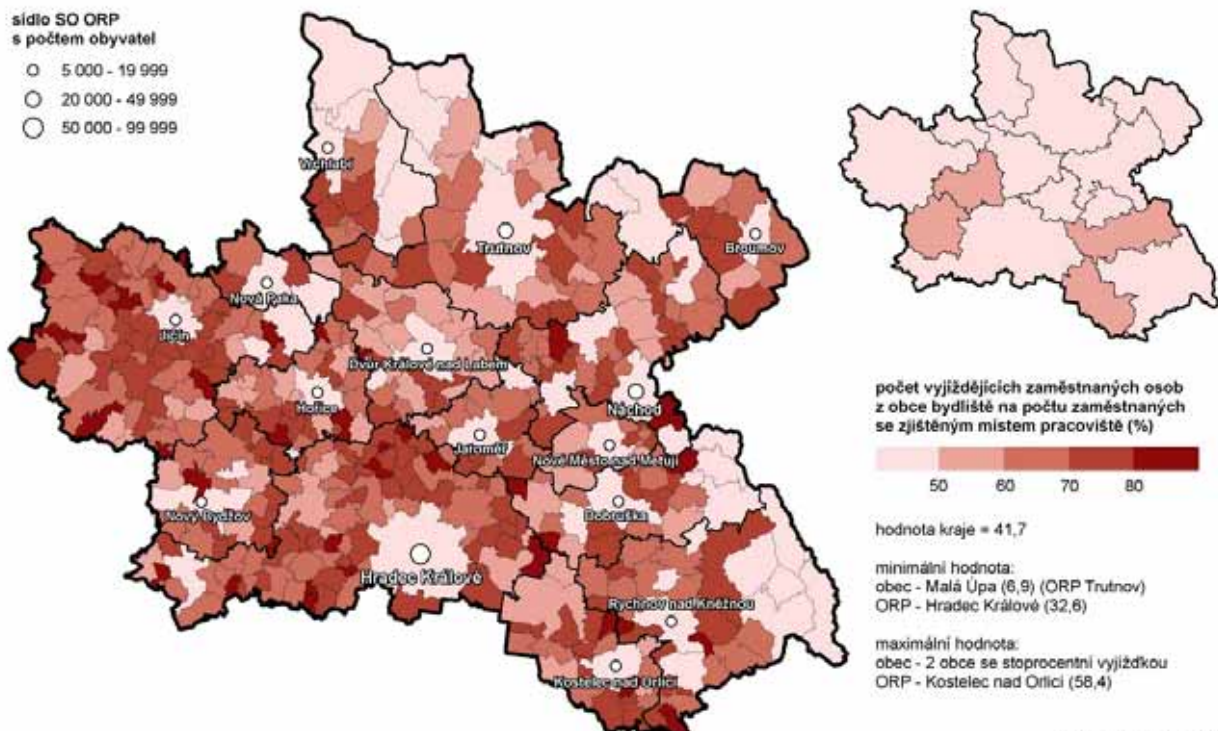 sídlo SO ORP
s počtem obyvatel
5 000 - 19 999
20 000 - 49 999
50 000 - 99 999
Vrchlabí
Trutnov
Broumov
Nová Paka
Jičín
Dvůr Králové nad Labem
Hořice
Náchod
Jaroměř
Nové Město nad Metují
Nový Bydžov
Dobruška
Hradec Králové
Rychnov nad Kněžnou
Kostelec nad Orlicí
počet vyjíždějících zaměstnaných osob
z obce bydliště na počtu zaměstnaných
se zjištěným místem pracoviště (%)
50 60 70 80
hodnota kraje = 41,7
minimální hodnota:
obec - Malá Úpa (6,9) (ORP Trutnov)
ORP - Hradec Králové (32,6)
maximální hodnota:
obec - 2 obce se stoprocentní vyjížďkou
ORP - Kostelec nad Orlicí (58,4)